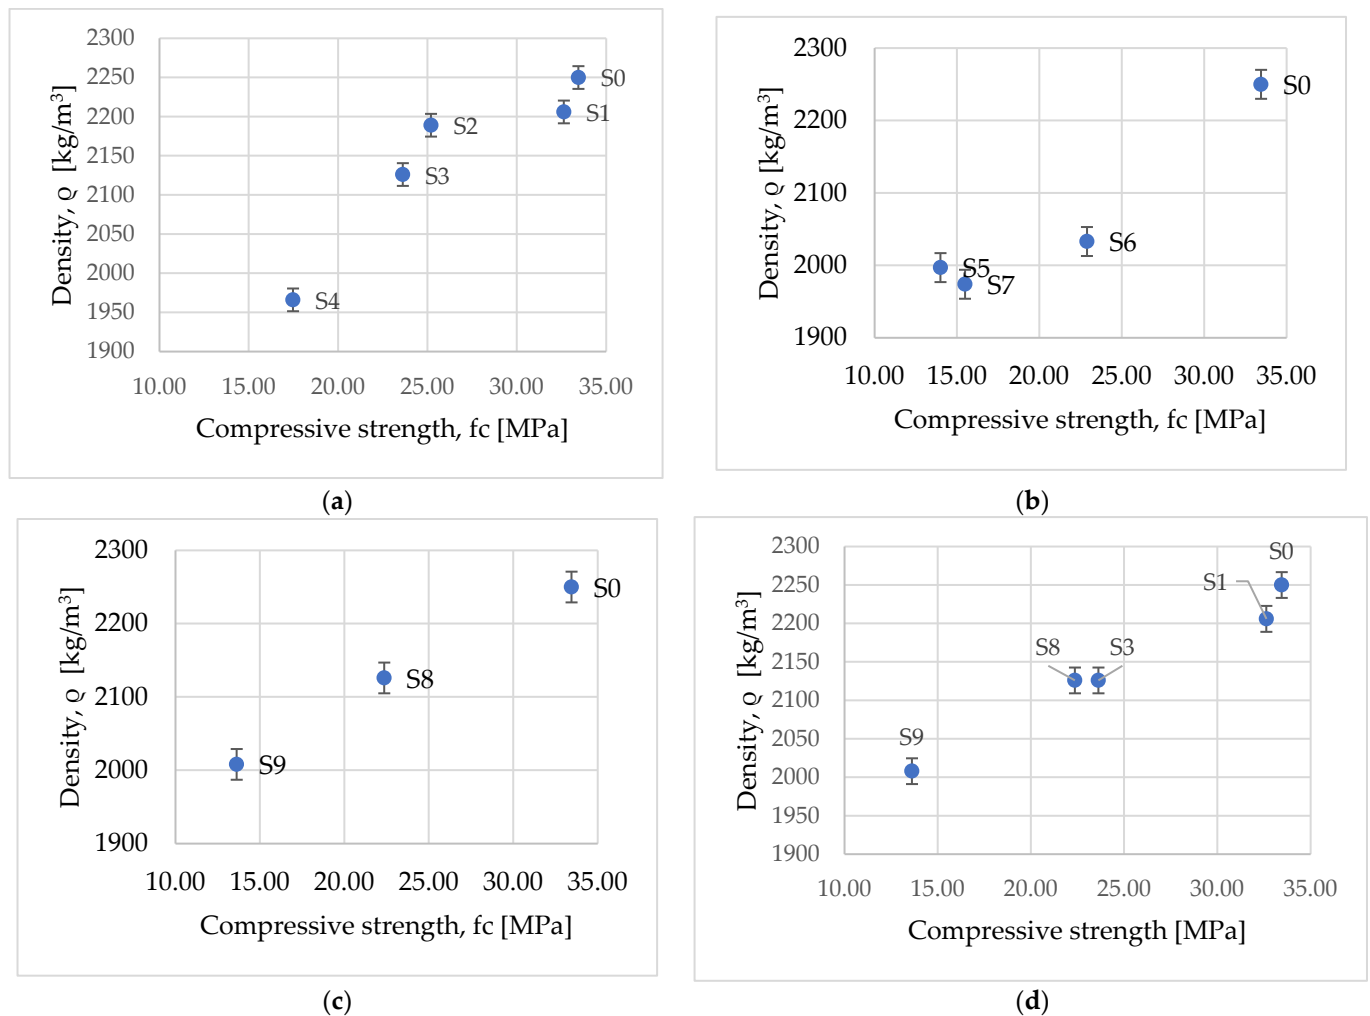 2300
2250
2200
2150
2100
2050
2000
1950
1900
Density, ϱ [kg/m³]
S0
S1
S2
S3
S4
10.00 15.00 20.00 25.00 30.00 35.00
Compressive strength, fc [MPa]
(a)
2300
2200
2100
2000
1900
Density, ϱ [kg/m³]
S0
S6
S5
S7
10.00 15.00 20.00 25.00 30.00 35.00
Compressive strength, fc [MPa]
(b)
2300
2200
2100
2000
1900
Density, ϱ [kg/m³]
S0
S8
S9
10.00 15.00 20.00 25.00 30.00 35.00
Compressive strength, fc [MPa]
(c)
2300
2250
2200
2150
2100
2050
2000
1950
1900
Density, ϱ [kg/m³]
S0
S1
S8 S3
S9
10.00 15.00 20.00 25.00 30.00 35.00
Compressive strength [MPa]
(d)